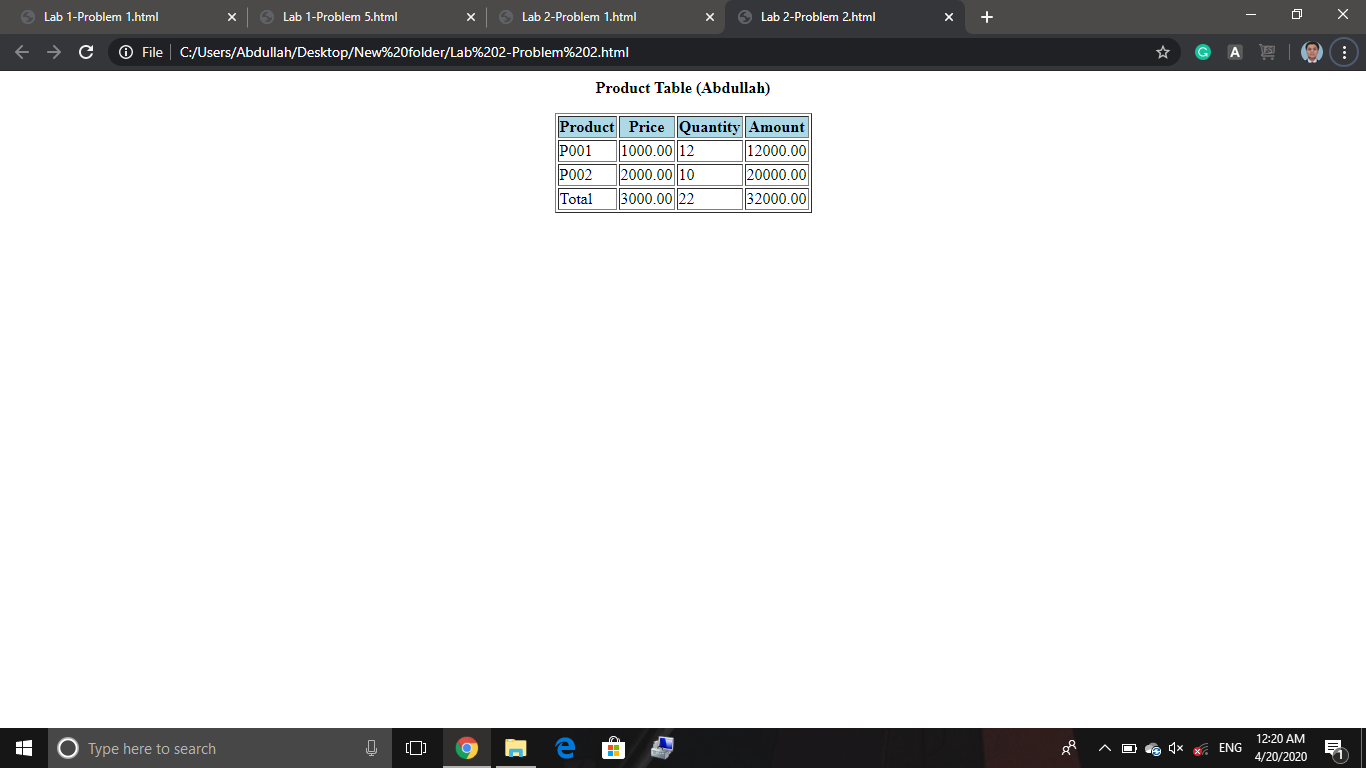 Lab 1-Problem 1.html
Lab 1-Problem 5.html
Lab 2-Problem 1.html
Lab 2-Problem 2.html
File
C:/Users/Abdullah/Desktop/New%20folder/Lab%202-Problem%202.html
Product Table (Abdullah)
Product Price Quantity Amount
P001 1000.00 12 12000.00
P002 2000.00 10 20000.00
Total 3000.00 22 32000.00
Type here to search
ENG
12:20 AM
4/20/2020
1